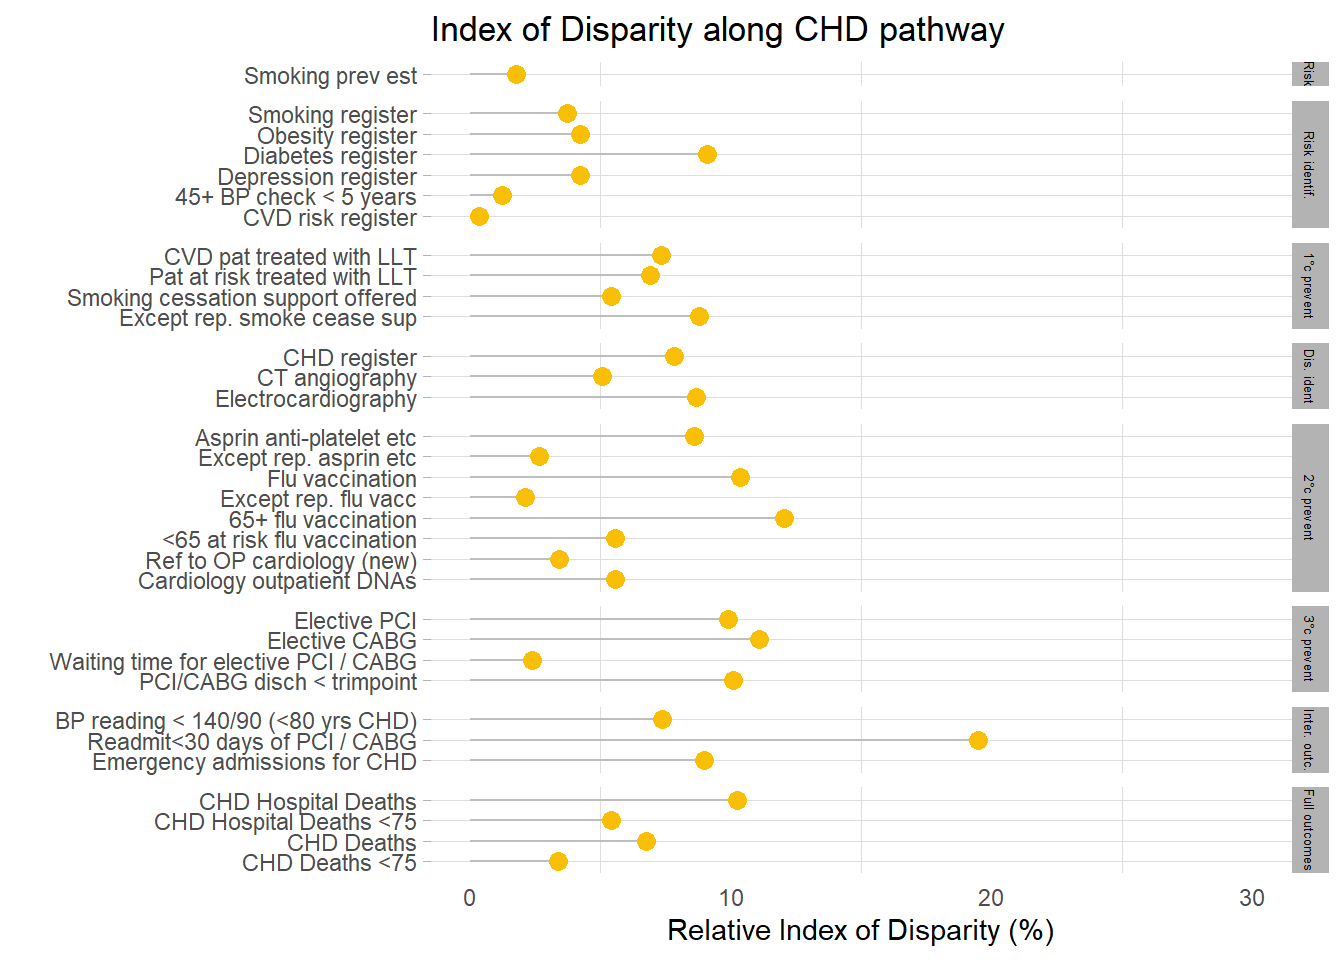 Index of Disparity along CHD pathway
Smoking prev est
Risk
Smoking register
Obesity register
Diabetes register
Depression register
45+ BP check < 5 years
CVD risk register
Risk identif.
CVD pat treated with LLT
Pat at risk treated with LLT
Smoking cessation support offered
Except rep. smoke cease sup
1°c prevent
CHD register
CT angiography
Electrocardiography
Dis. ident
Asprin anti-platelet etc
Except rep. asprin etc
Flu vaccination
Except rep. flu vacc
65+ flu vaccination
<65 at risk flu vaccination
Ref to OP cardiology (new)
Cardiology outpatient DNAs
2°c prevent
Elective PCI
Elective CABG
Waiting time for elective PCI / CABG
PCI/CABG disch < trimpoint
3°c prevent
BP reading < 140/90 (<80 yrs CHD)
Readmit<30 days of PCI / CABG
Emergency admissions for CHD
Inter. outc.
CHD Hospital Deaths
CHD Hospital Deaths <75
CHD Deaths
CHD Deaths <75
Full outcomes
0 10 20 30
Relative Index of Disparity (%)